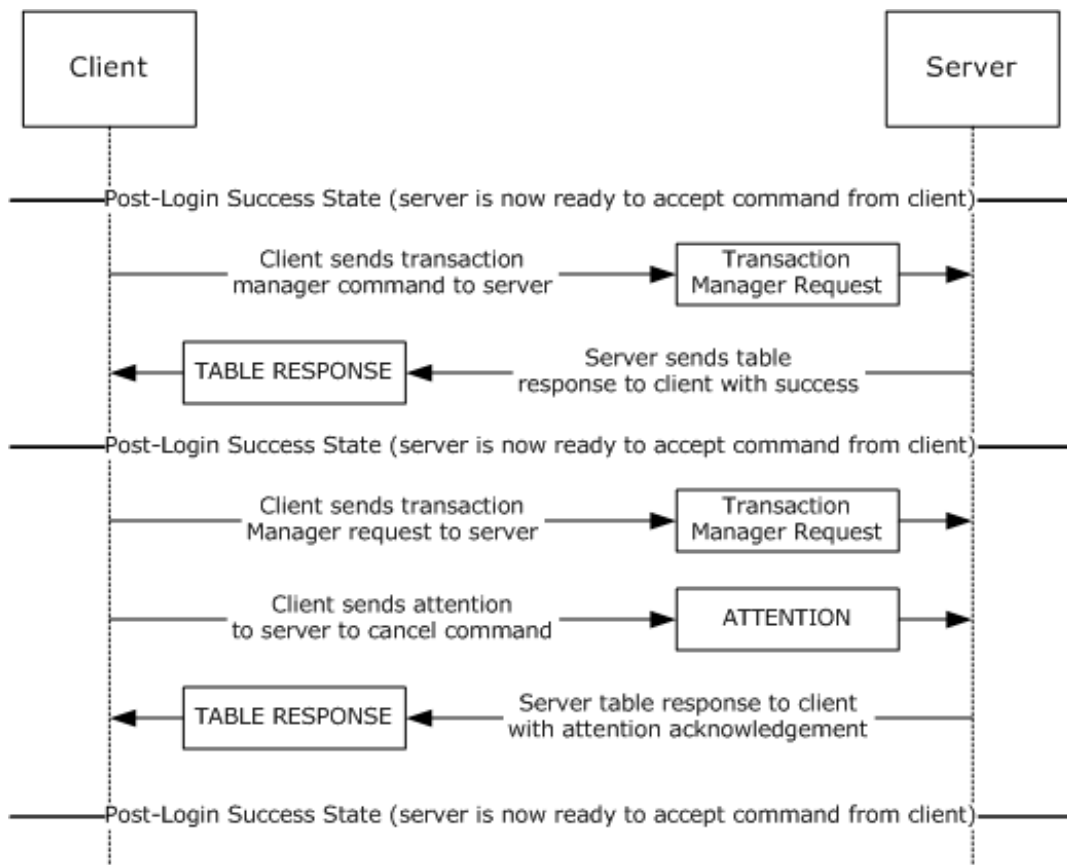 Client
Server
Post-Login Success State (server is now ready to accept command from client)
Client sends transaction
manager command to server
Transaction
Manager Request
TABLE RESPONSE
Server sends table
response to client with success
Post-Login Success State (server is now ready to accept command from client)
Client sends transaction
Manager request to server
Transaction
Manager Request
Client sends attention
to server to cancel command
ATTENTION
TABLE RESPONSE
Server table response to client
with attention acknowledgement
Post-Login Success State (server is now ready to accept command from client)